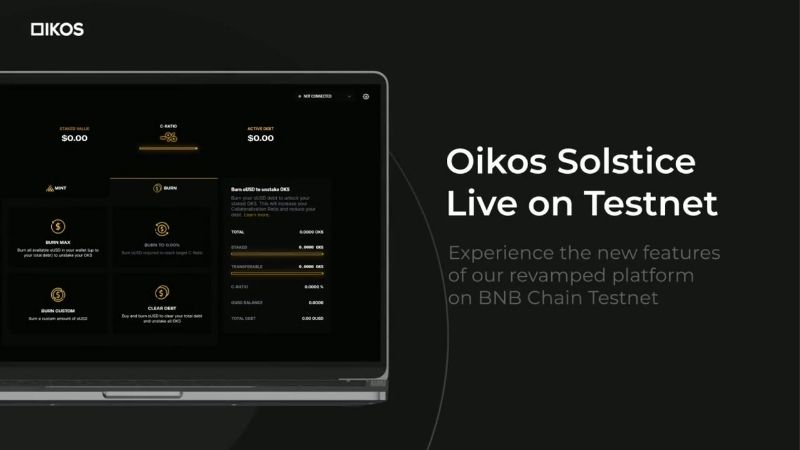 OIKOS
NOT CONNECTED
STAKED VALUE
$0.00
C-RATIO
ACTIVE DEBT
$0.00
MINT
BURN
BURN MAX
Burn all available oUSD in your wallet (up to
your total debt) to unstake your OKS
BURN TO 0.00%
Burn oUSD required to reach target C-Ratio
BURN CUSTOM
Burn a custom amount of oUSD
CLEAR DEBT
Buy and burn oUSD to clear your total debt
and unstake all OKS
Burn oUSD to unstake OKS
Burn your oUSD debt to unlock your
staked OKS. This will increase your
Collateralization Ratio and reduce your
debt. Learn more.
TOTAL 0.0000 OKS
STAKED 0.0000 OKS
TRANSFERABLE 0.0000 OKS
C-RATIO 0.0000 %
OUSD BALANCE 0.0000
TOTAL DEBT 0.00 OUSD
Oikos Solstice
Live on Testnet
Experience the new features
of our revamped platform
on BNB Chain Testnet